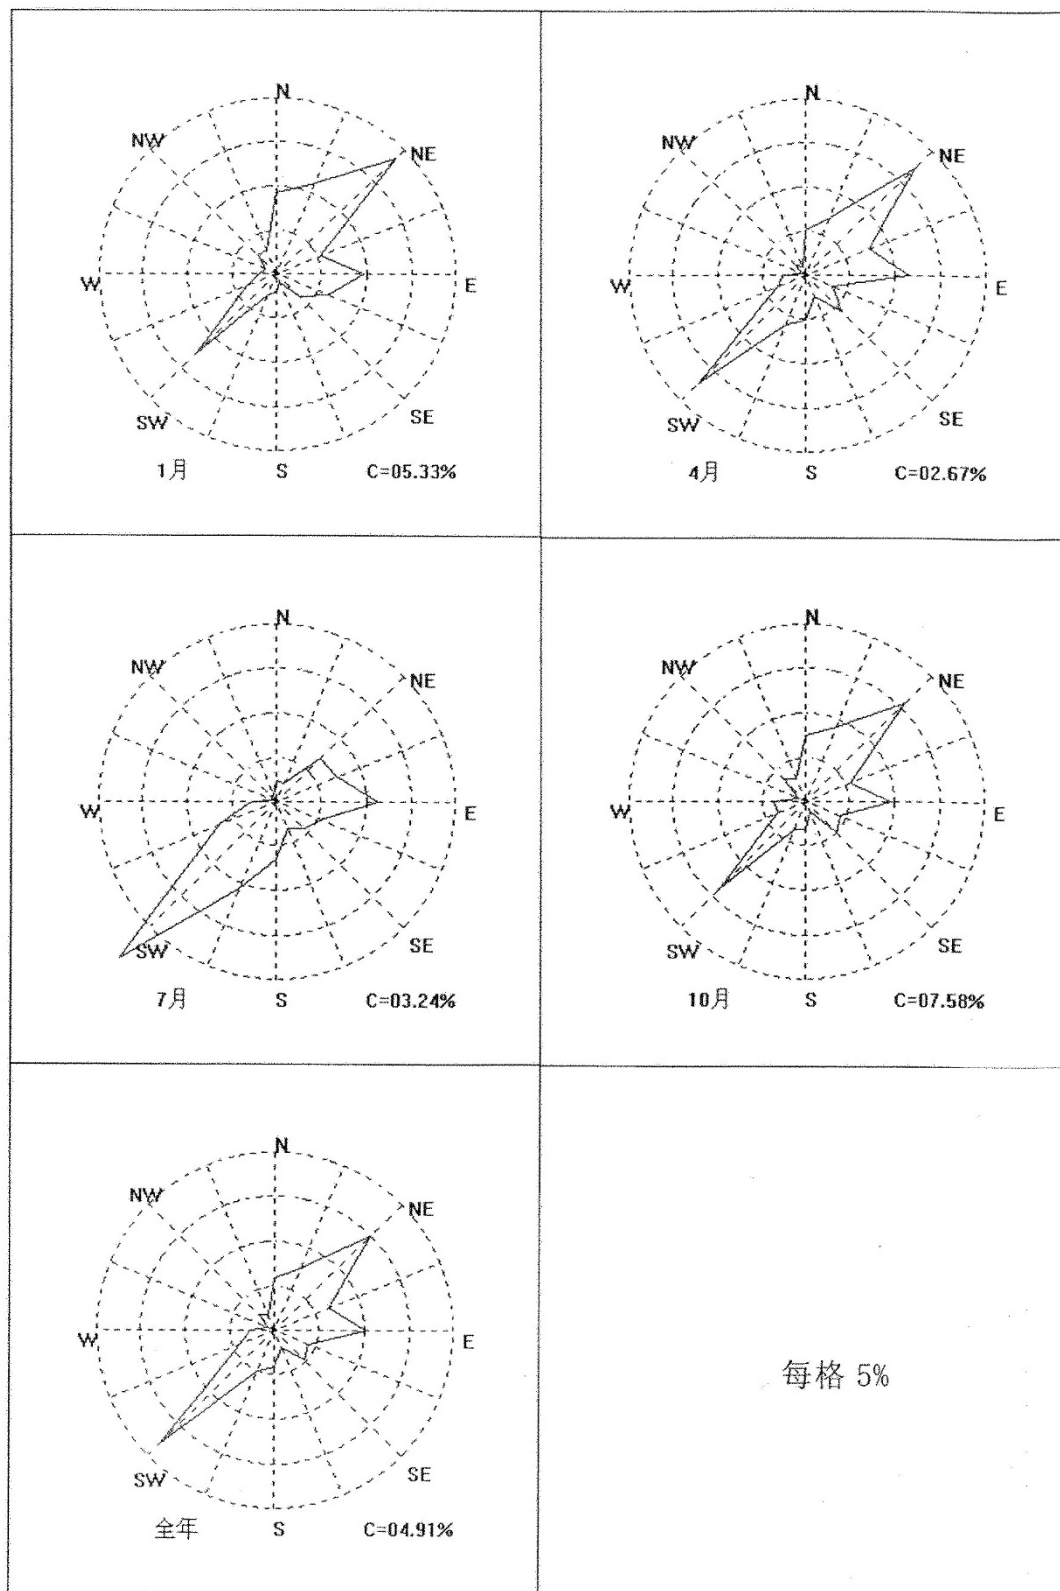 N
NW
NE
W
E
SW
SE
1月
S
C=05.33%
N
NW
NE
W
E
SW
SE
4月
S
C=02.67%
N
NW
NE
W
E
SW
SE
7月
S
C=03.24%
N
NW
NE
W
E
SW
SE
10月
S
C=07.58%
N
NW
NE
W
E
SW
SE
全年
S
C=04.91%
每格 5%